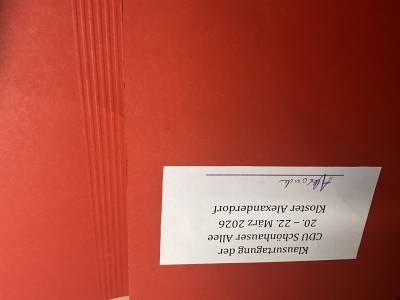 Klausurtagung der
CDU Schönhauser Allee
20. – 22. März 2026
Kloster Alexanderdorf